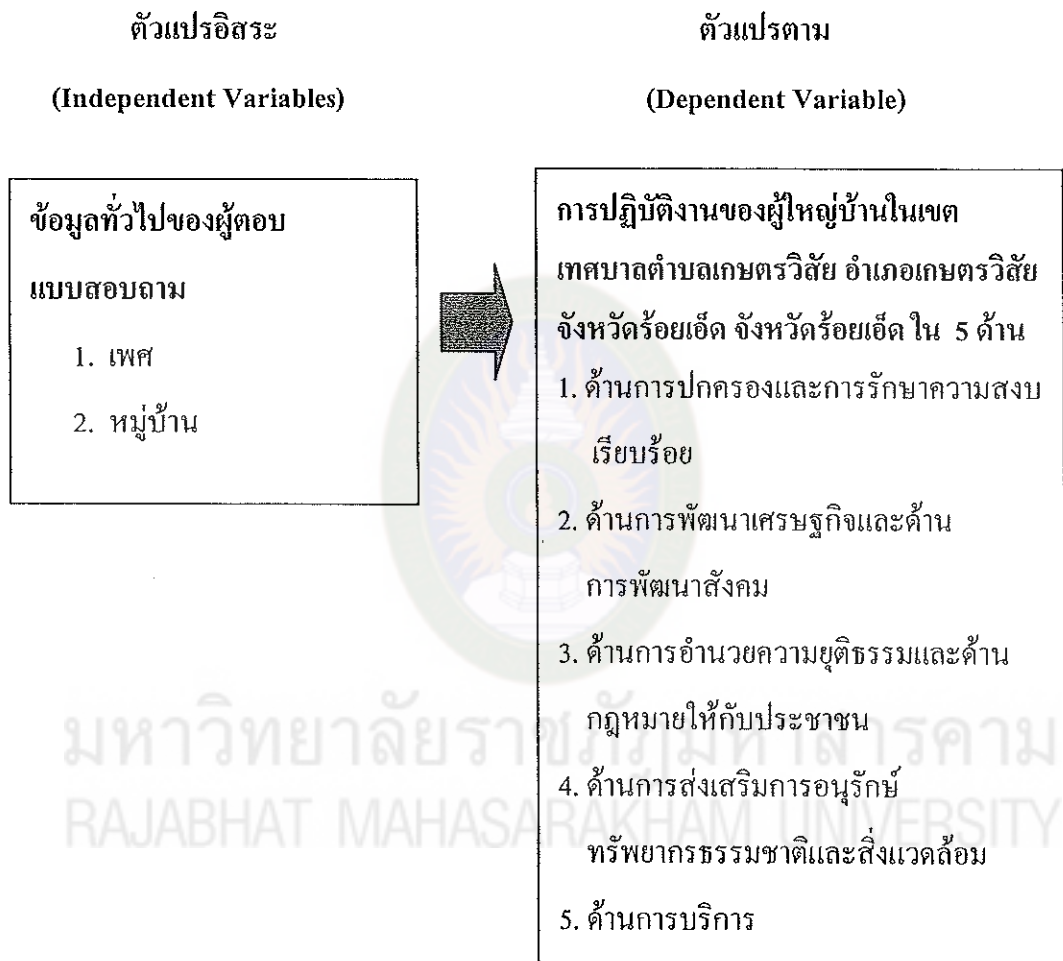 ตัวแปรอิสระ
(Independent Variables)
ข้อมูลทั่วไปของผู้ตอบ
แบบสอบถาม
1. เพศ
2. หมู่บ้าน
ตัวแปรตาม
(Dependent Variable)
การปฏิบัติงานของผู้ใหญ่บ้านในเขต
เทศบาลตำบลเกษตรวิสัย อำเภอเกษตรวิสัย
จังหวัดร้อยเอ็ด จังหวัดร้อยเอ็ด ใน 5 ด้าน
1. ด้านการปกครองและการรักษาความสงบ
เรียบร้อย
2. ด้านการพัฒนาเศรษฐกิจและด้าน
การพัฒนาสังคม
3. ด้านการอำนวยความยุติธรรมและด้าน
กฎหมายให้กับประชาชน
4. ด้านการส่งเสริมการอนุรักษ์
ทรัพยากรธรรมชาติและสิ่งแวดล้อม
5. ด้านการบริการ
มหาวิทยาลัยราชภัฏมหาสารคาม
RAJABHAT MAHASARAKHAM UNIVERSITY